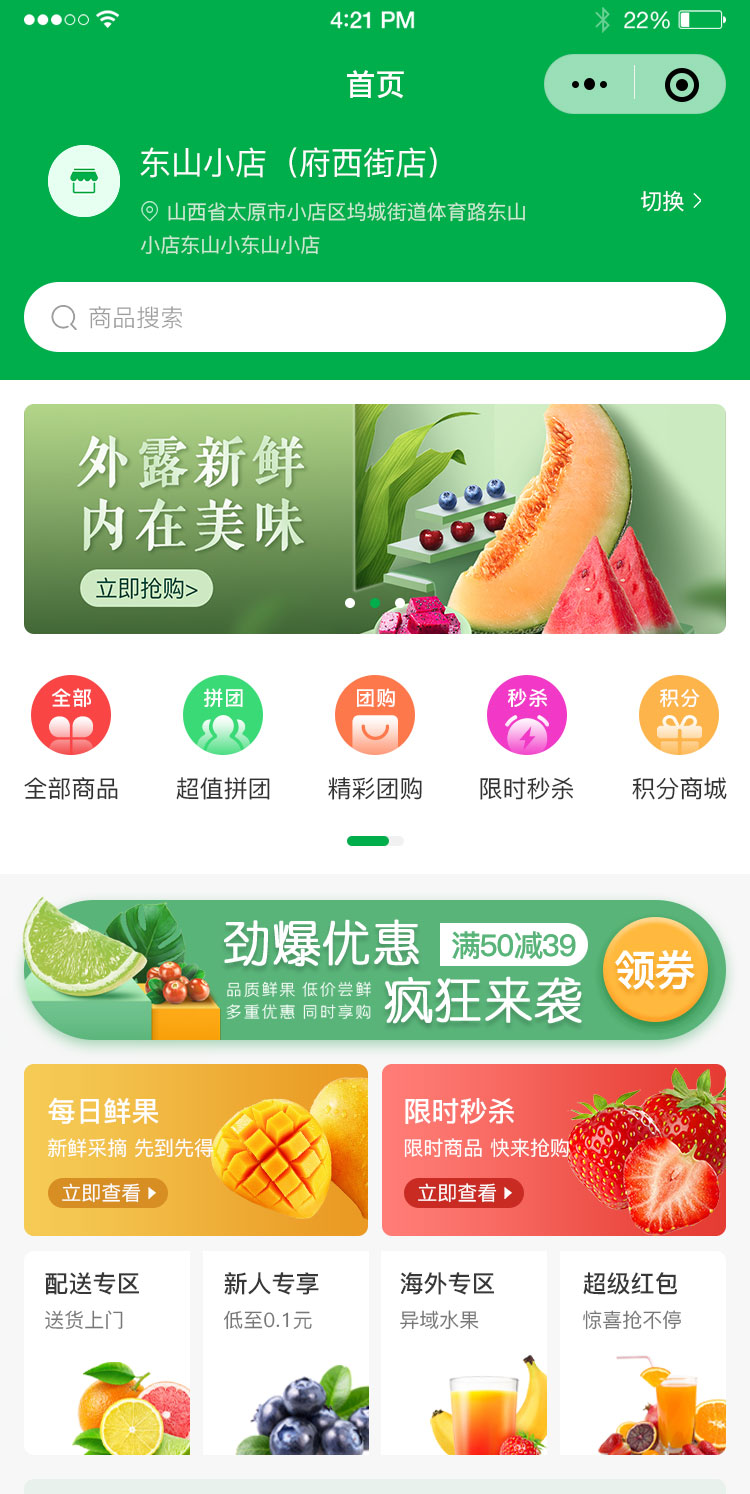 4:21 PM
22%
首页
东山小店（府西街店）
山西省太原市小店区坞城街道体育路东山
小店东山小东山小店
切换
商品搜索
外露新鲜
内在美味
立即抢购>
全部
拼团
团购
秒杀
积分
全部商品
超值拼团
精彩团购
限时秒杀
积分商城
劲爆优惠
满50减39
品质鲜果 低价尝鲜
多重优惠 同时享购
疯狂来袭
领券
每日鲜果
新鲜采摘 先到先得
立即查看
限时秒杀
限时商品 快来抢购
立即查看
配送专区
送货上门
新人专享
低至0.1元
海外专区
异域水果
超级红包
惊喜抢不停